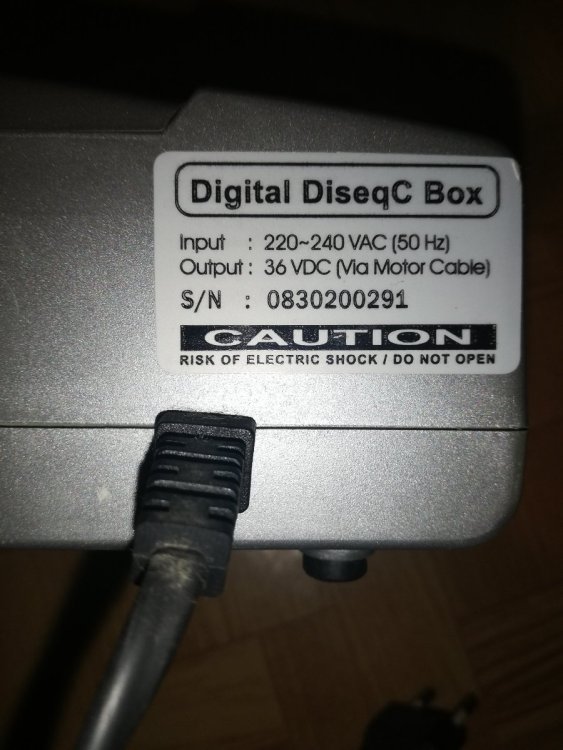 Digital DiseqC Box
Input : 220~240 VAC (50 Hz)
Output : 36 VDC (Via Motor Cable)
S/N : 0830200291
CAUTION
RISK OF ELECTRIC SHOCK / DO NOT OPEN